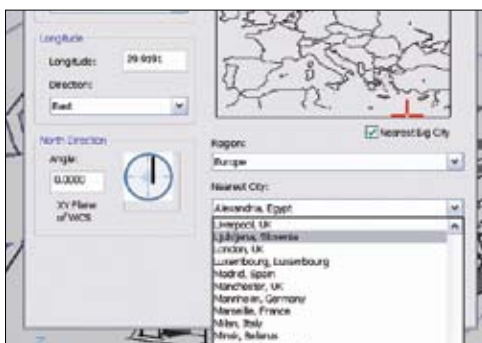 Longitude
Longitude:
29.9191
Direction:
East
North Direction
Angle:
0.0000
XY Plane
of WCS
Nearest Big City
Region:
Europe
Nearest City:
Alexandria, Egypt
Liverpool, UK
Ljubljana, Slovenia
London, UK
Luxembourg, Luxembourg
Madrid, Spain
Manchester, UK
Mannheim, Germany
Marseille, France
Milan, Italy
Minsk, Belarus